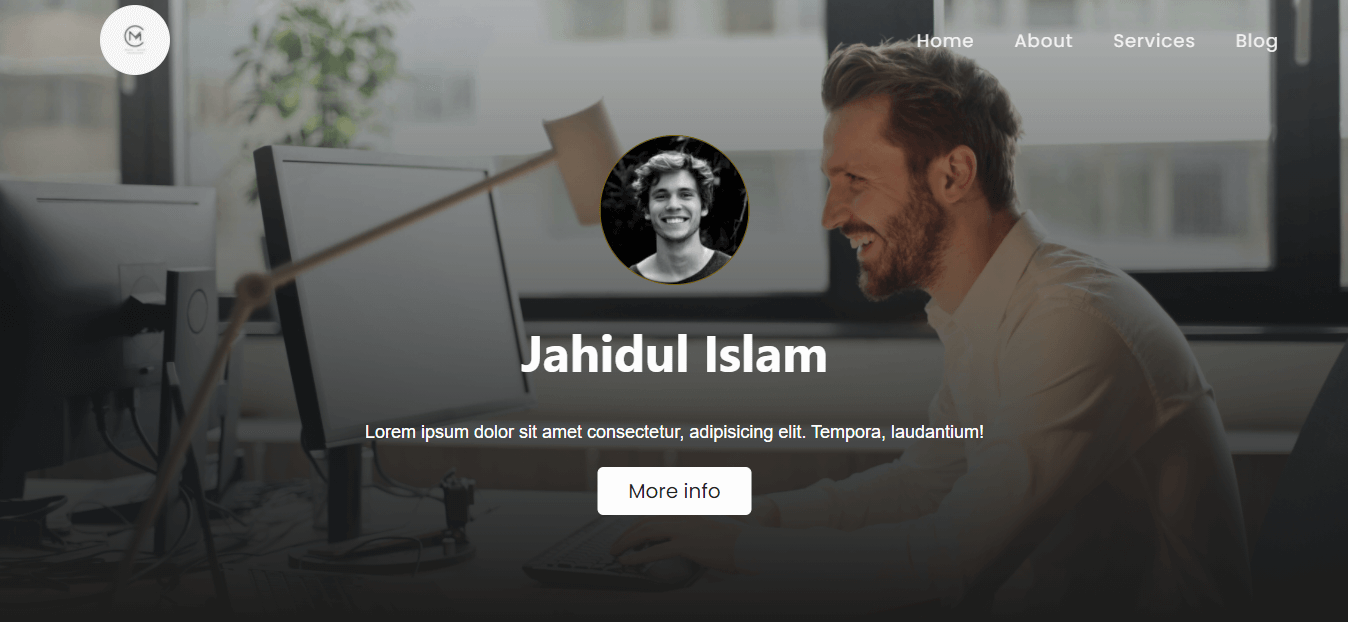 Home About Services Blog
Jahidul Islam
Lorem ipsum dolor sit amet consectetur, adipisicing elit. Tempora, laudantium!
More info